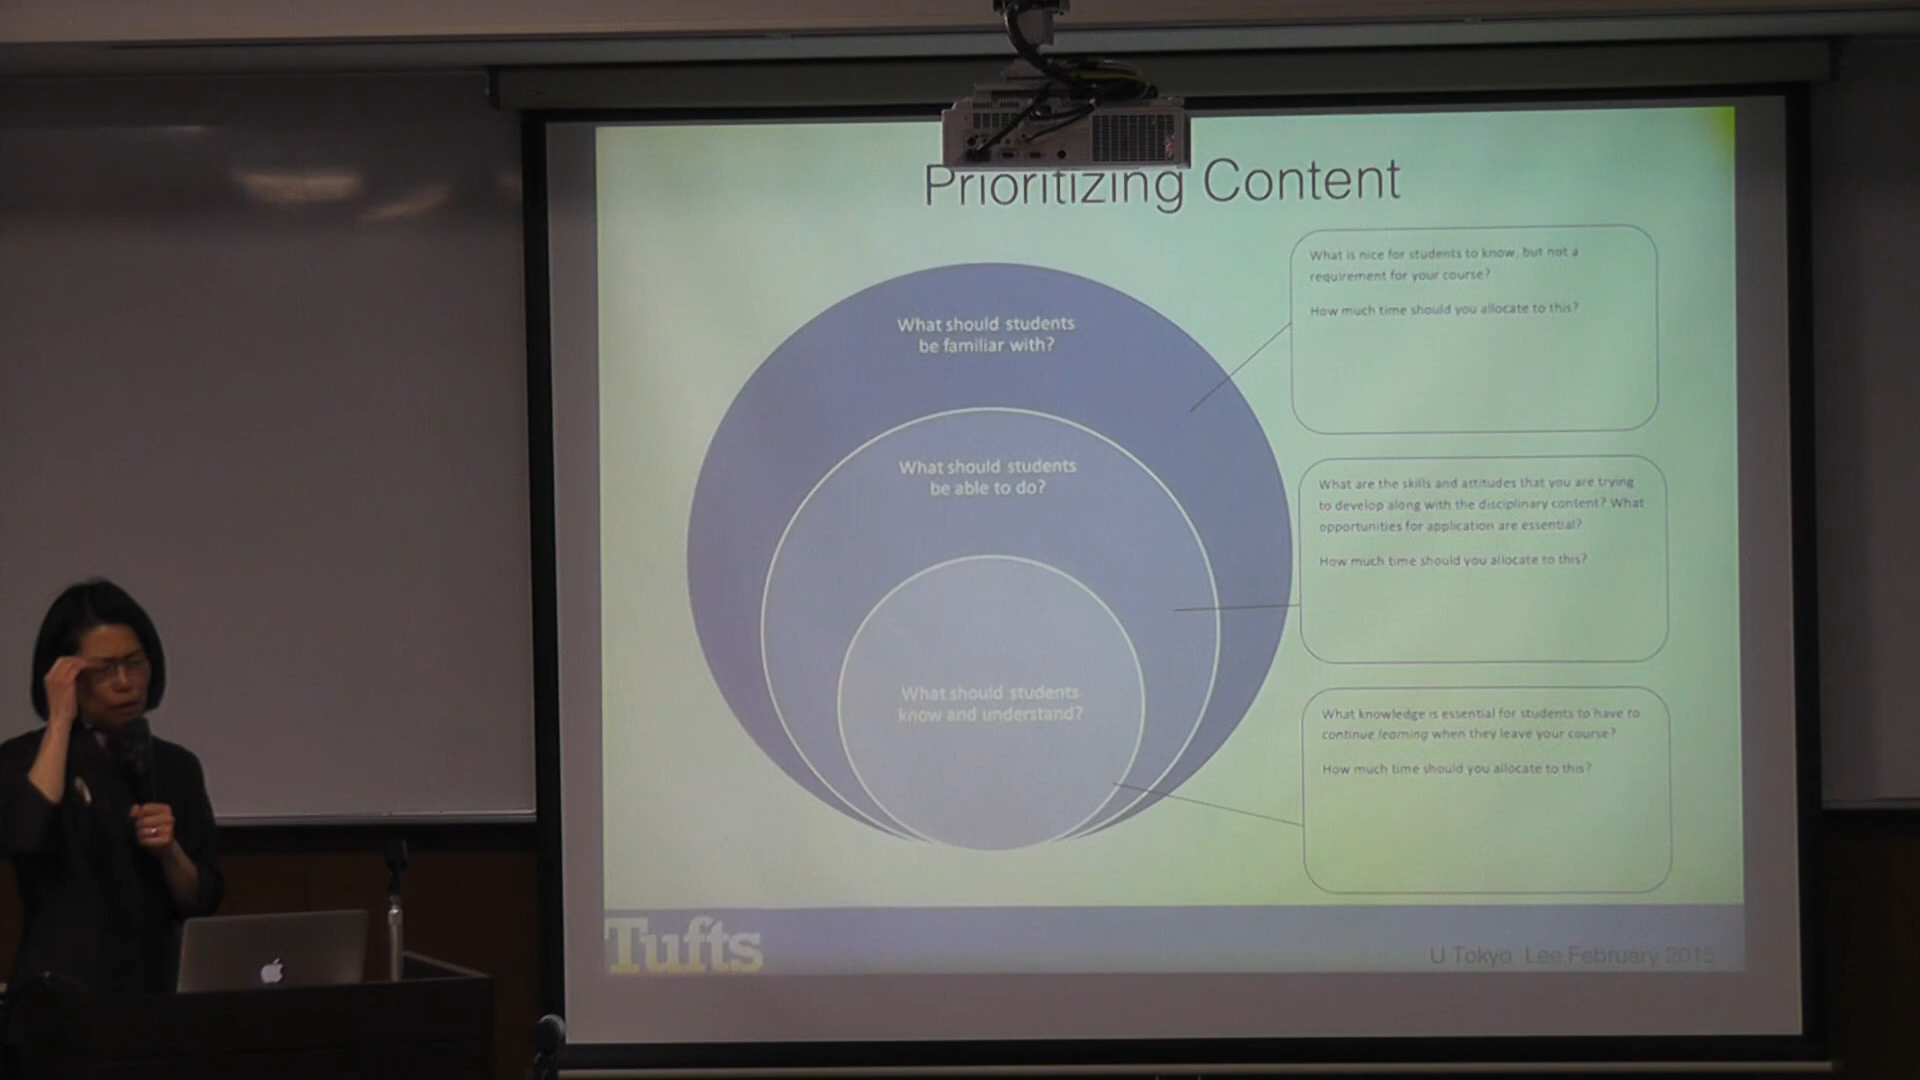 Prioritizing Content
What should students
be familiar with?
What should students
be able to do?
What should students
know and understand?
What is nice for students to know, but not a
requirement for your course?
How much time should you allocate to this?
What are the skills and attitudes that you are trying
to develop along with the disciplinary content? What
opportunities for application are essential?
How much time should you allocate to this?
What knowledge is essential for students to have to
continue learning when they leave your course?
How much time should you allocate to this?
Tufts
U Tokyo Lee February 2015